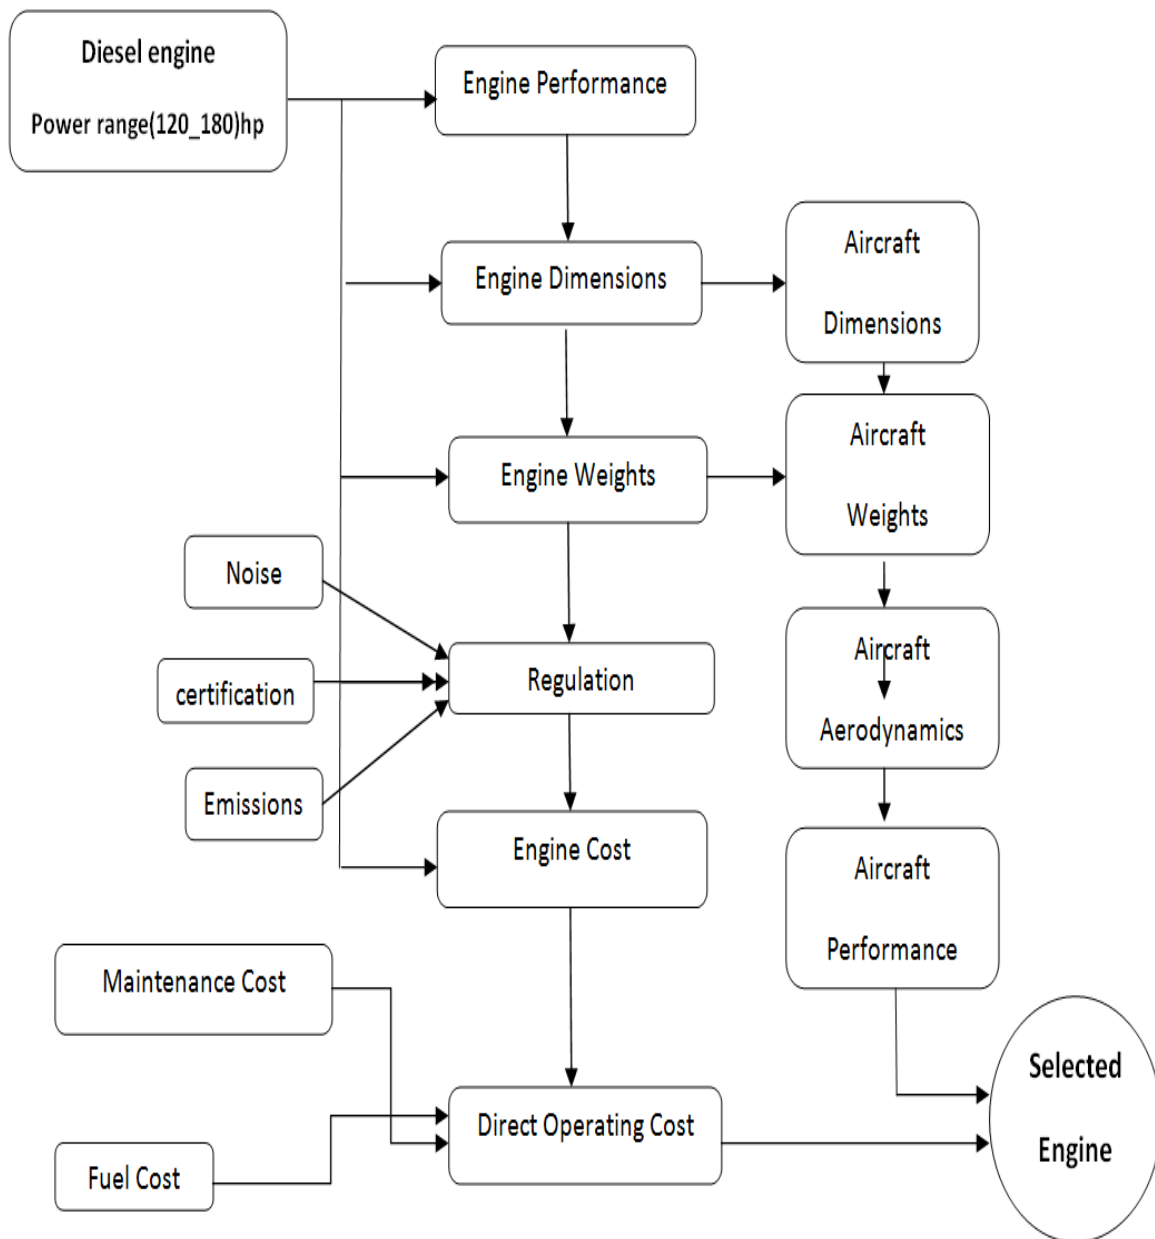 Diesel engine
Power range(120_180)hp
Engine Performance
Engine Dimensions
Aircraft
Dimensions
Engine Weights
Aircraft
Weights
Noise
certification
Emissions
Regulation
Aircraft
Aerodynamics
Engine Cost
Aircraft
Performance
Maintenance Cost
Fuel Cost
Direct Operating Cost
Selected
Engine